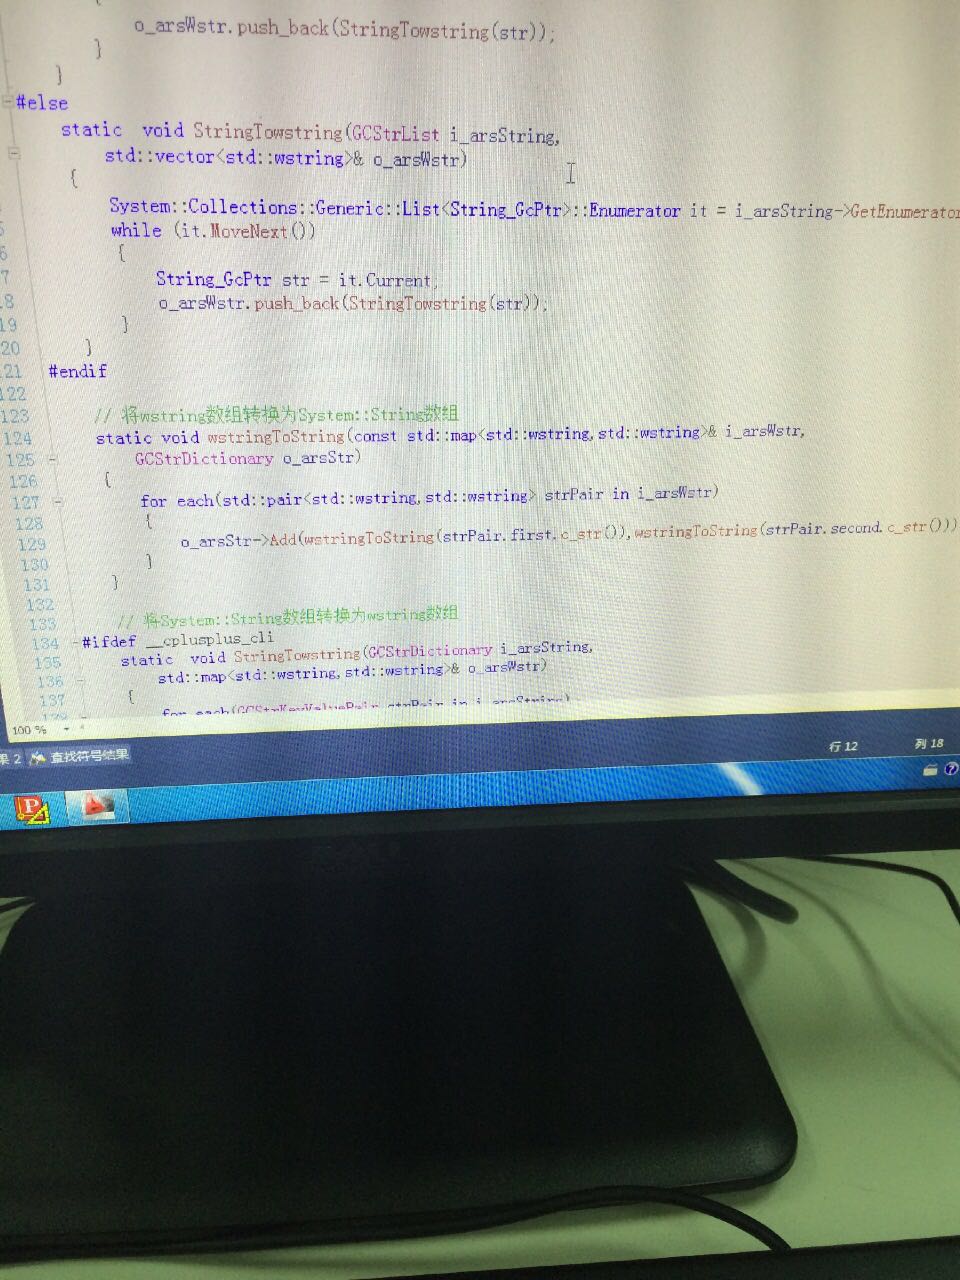 {
o_arsWstr.push_back(StringTowstring(str));
}
}
#else
static void StringTowstring(GCStrList i_arsString,
std::vector<std::wstring>& o_arsWstr)
{
System::Collections::Generic::List<String_GcPtr>::Enumerator it = i_arsString->GetEnumerator
while (it.MoveNext())
{
String_GcPtr str = it.Current;
o_arsWstr.push_back(StringTowstring(str));
19 }
20 }
121 #endif
122
123 // 将wstring数组转换为System::String数组
124 static void wstringToString(const std::map<std::wstring,std::wstring>& i_arsWstr,
125 GCStrDictionary o_arsStr)
126 {
127 for each(std::pair<std::wstring,std::wstring> strPair in i_arsWstr)
128 {
129 o_arsStr->Add(wstringToString(strPair.first.c_str()),wstringToString(strPair.second.c_str()))
130 }
131 }
132
133 // 将System::String数组转换为wstring数组
134 #ifdef __cplusplus_cli
135 static void StringTowstring(GCStrDictionary i_arsString,
136 std::map<std::wstring,std::wstring>& o_arsWstr)
137 {
for each(GCStrKeyValuePair strPair in i_arsString)
100 %
果 2 查找符号结果
行 12 列 18